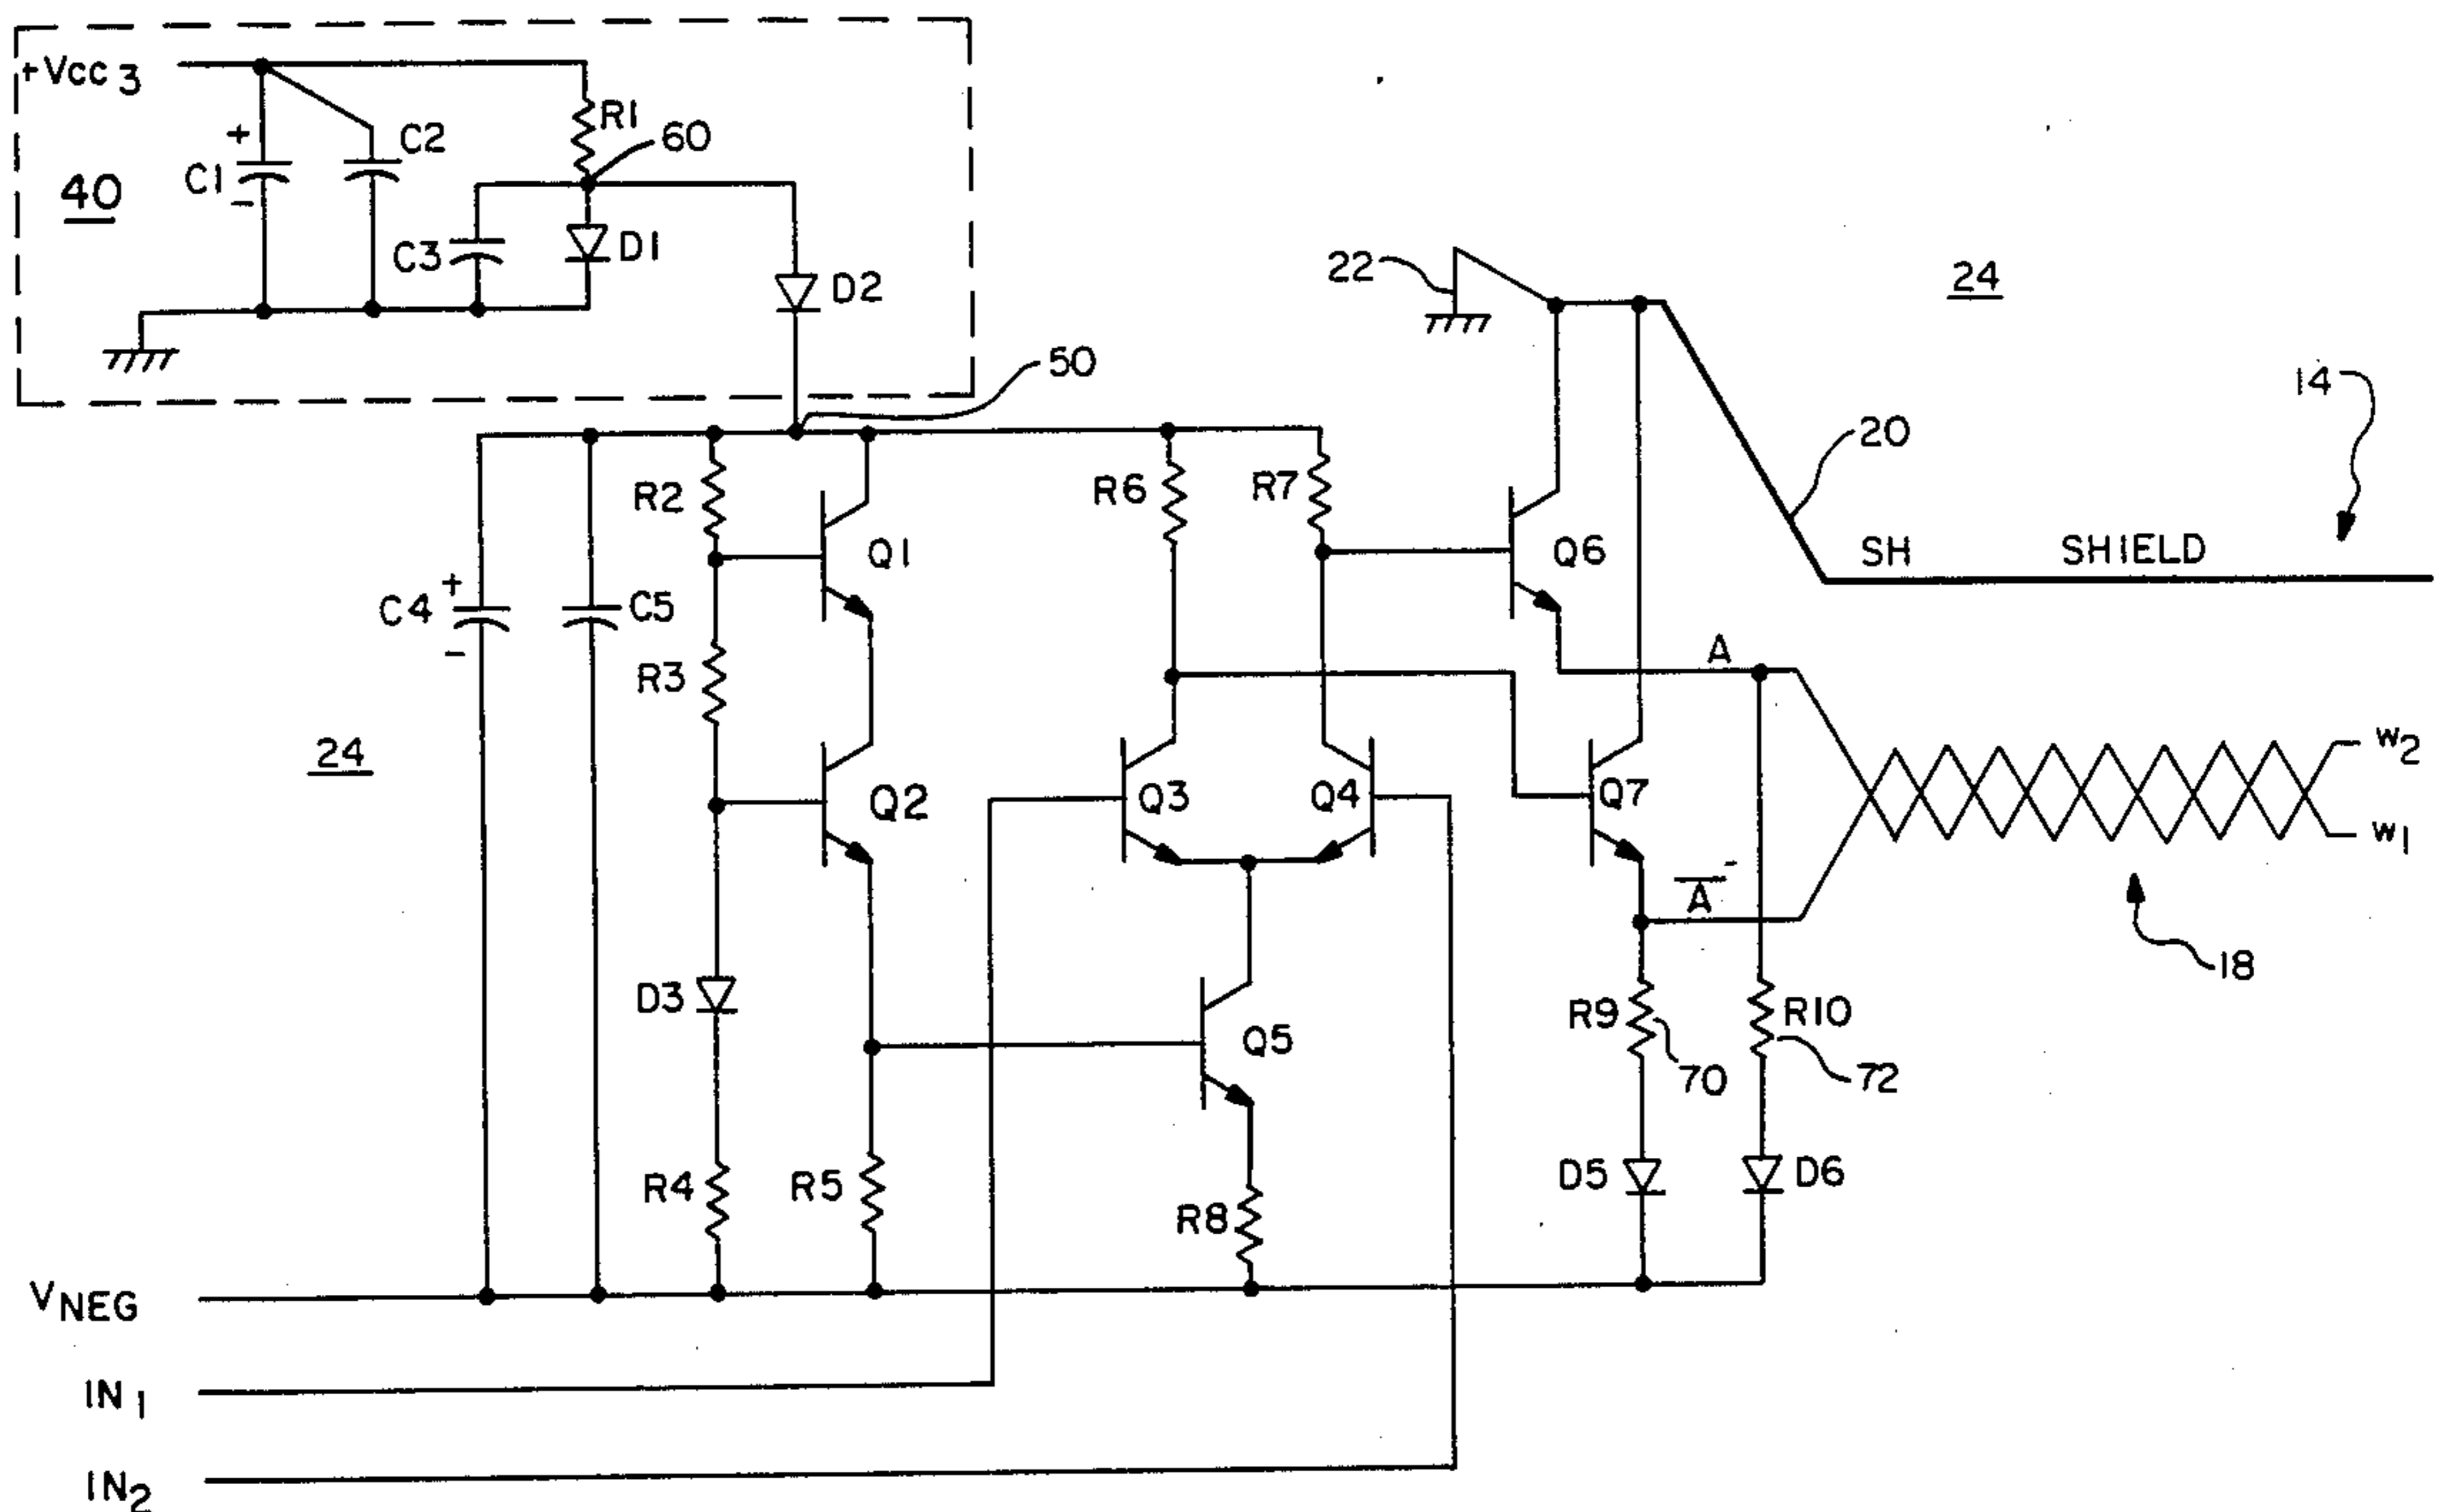 +Vcc3
R1
60
C2
+
C1
-
40
C3
D1
D2
22
24
50
14
20
R2
R6
R7
Q1
Q6
SH
SHIELD
+
C4
-
C5
R3
A
24
Q2
Q3
Q4
Q7
W2
W1
A̅
18
D3
Q5
R9
R10
70
72
R4
R5
R8
D5
D6
VNEG
IN1
IN2